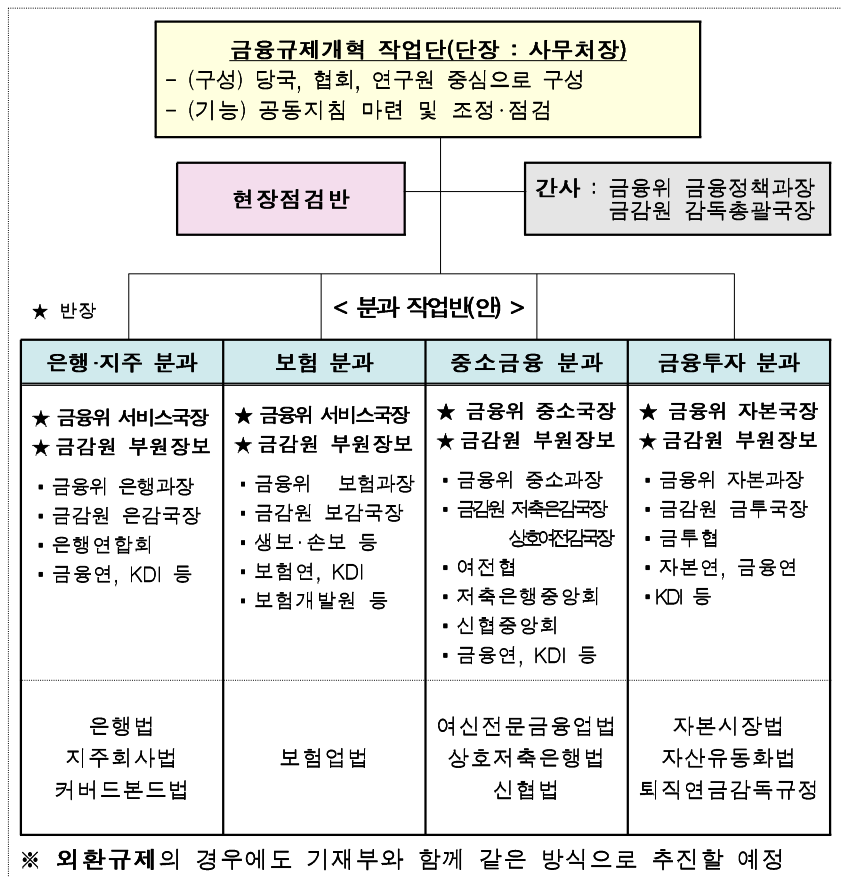 금융규제개혁 작업단(단장 : 사무처장)
- (구성) 당국, 협회, 연구원 중심으로 구성
- (기능) 공동지침 마련 및 조정·점검
현장점검반
간사 : 금융위 금융정책과장
금감원 감독총괄국장
★ 반장
< 분과 작업반(안) >
은행·지주 분과
★ 금융위 서비스국장
★ 금감원 부원장보
▪ 금융위 은행과장
▪ 금감원 은감국장
▪ 은행연합회
▪ 금융연, KDI 등
은행법
지주회사법
커버드본드법
보험 분과
★ 금융위 서비스국장
★ 금감원 부원장보
▪ 금융위 보험과장
▪ 금감원 보감국장
▪ 생보·손보 등
▪ 보험연, KDI
▪ 보험개발원 등
보험업법
중소금융 분과
★ 금융위 중소국장
★ 금감원 부원장보
▪ 금융위 중소과장
▪ 금감원 저축은감국장
상호여전감국장
▪ 여전협
▪ 저축은행중앙회
▪ 신협중앙회
▪ 금융연, KDI 등
여신전문금융업법
상호저축은행법
신협법
금융투자 분과
★ 금융위 자본국장
★ 금감원 부원장보
▪ 금융위 자본과장
▪ 금감원 금투국장
▪ 금투협
▪ 자본연, 금융연
▪KDI 등
자본시장법
자산유동화법
퇴직연금감독규정
※ 외환규제의 경우에도 기재부와 함께 같은 방식으로 추진할 예정